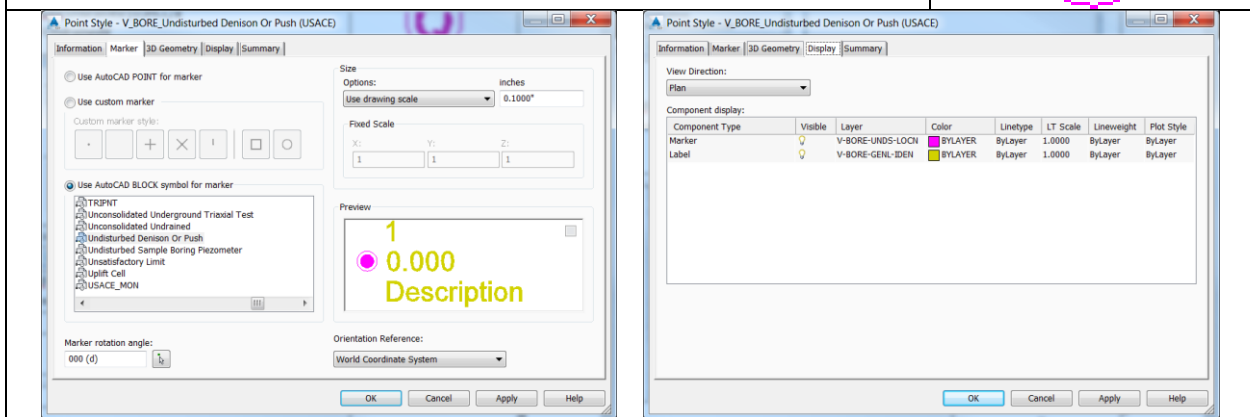 Point Style - V_BORE_Undisturbed Denison Or Push (USACE)
Information Marker 3D Geometry Display Summary
Use AutoCAD POINT for marker
Use custom marker
Custom marker style:
Use AutoCAD BLOCK symbol for marker
TRIPNT
Unconsolidated Underground Triaxial Test
Unconsolidated Undrained
Undisturbed Denison Or Push
Undisturbed Sample Boring Piezometer
Unsatisfactory Limit
Uplift Cell
USACE_MON
Marker rotation angle:
000 (d)
Size
Options: inches
Use drawing scale 0.1000"
Fixed Scale
X: Y: Z:
1 1 1
Preview
1
0.000
Description
Orientation Reference:
World Coordinate System
OK Cancel Apply Help
Point Style - V_BORE_Undisturbed Denison Or Push (USACE)
Information Marker 3D Geometry Display Summary
View Direction:
Plan
Component display:
Component Type Visible Layer Color Linetype LT Scale Lineweight Plot Style
Marker V-BORE-UNDS-LOCN BYLAYER ByLayer 1.0000 ByLayer ByLayer
Label V-BORE-GENL-IDEN BYLAYER ByLayer 1.0000 ByLayer ByLayer
OK Cancel Apply Help